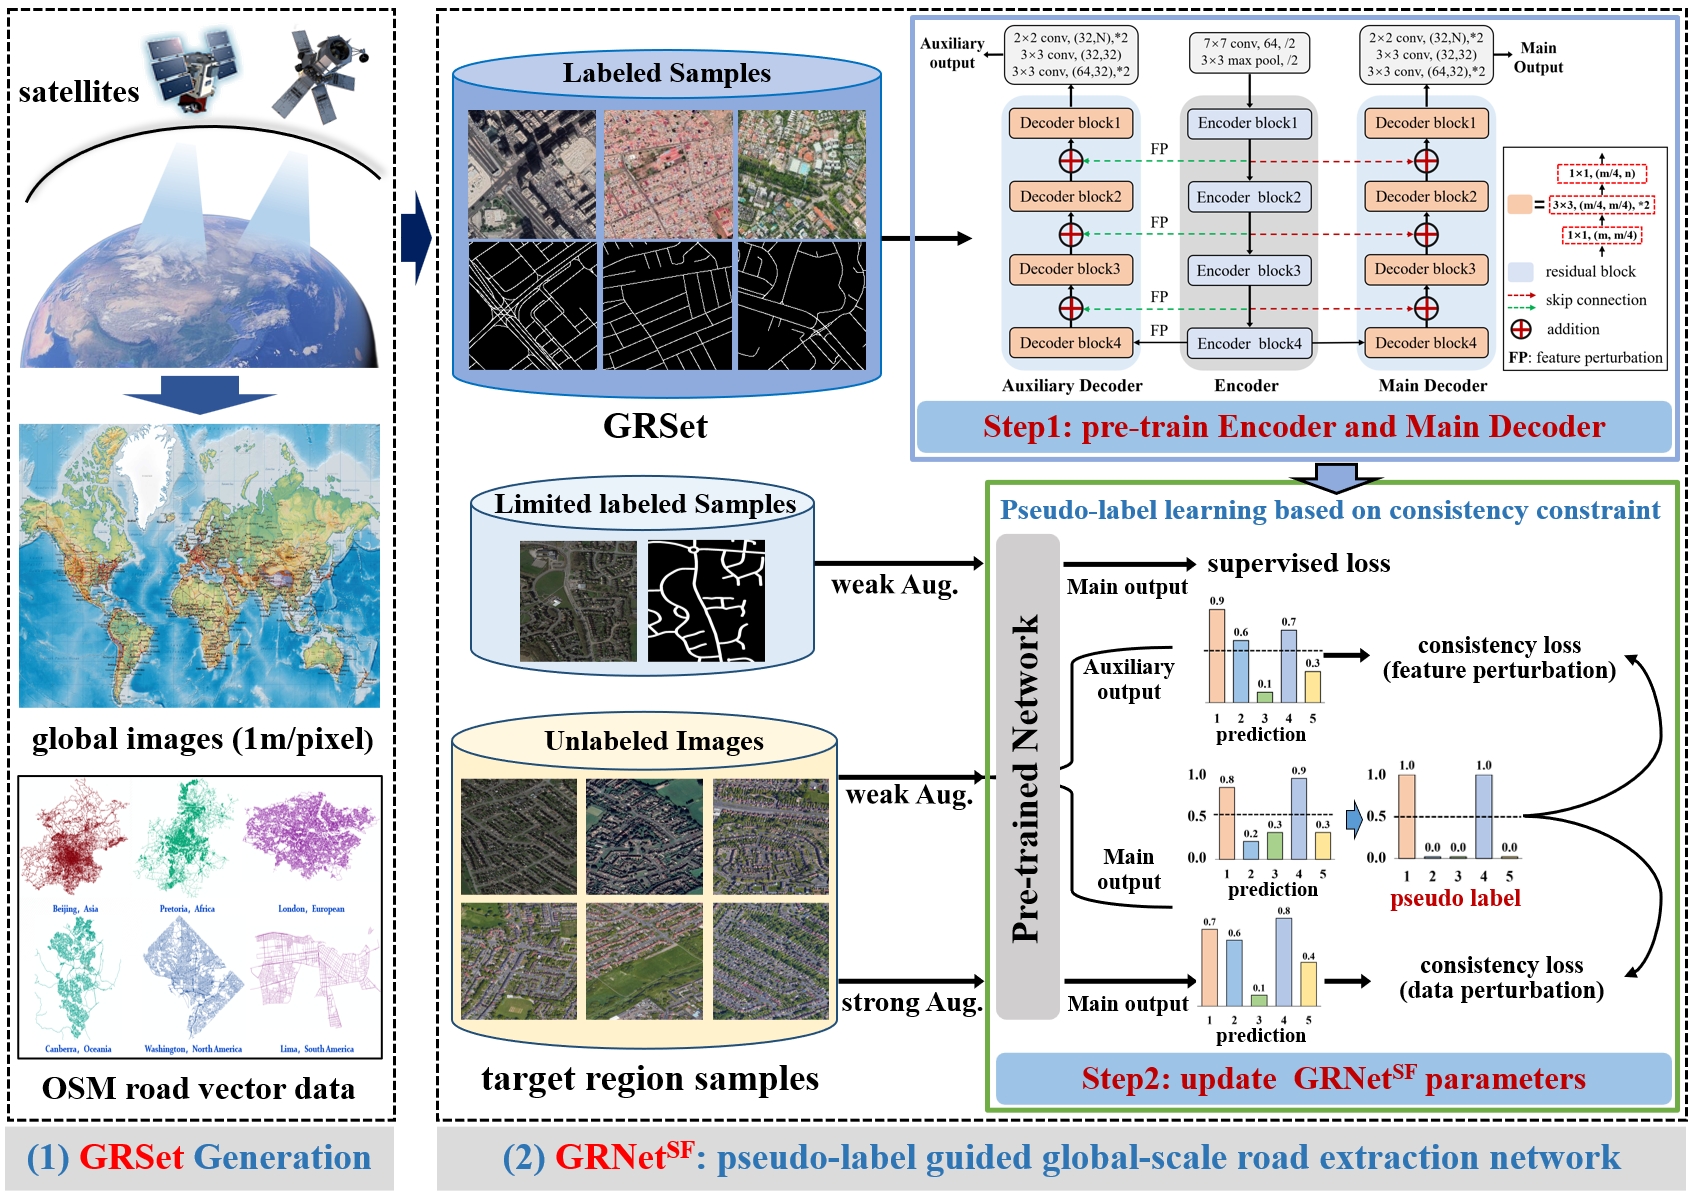 satellites
global images (1m/pixel)
Beijing, Asia
Pretoria, Africa
London, European
Canberra, Oceania
Washington, North America
Lima, South America
OSM road vector data
(1) GRSet Generation
Labeled Samples
GRSet
Auxiliary
output
2×2 conv, (32,N),*2
3×3 conv, (32,32)
3×3 conv, (64,32),*2
7×7 conv, 64, /2
3×3 max pool, /2
2×2 conv, (32,N),*2
3×3 conv, (32,32)
3×3 conv, (64,32),*2
Main
Output
Decoder block1
Encoder block1
Decoder block1
FP
Decoder block2
Encoder block2
Decoder block2
FP
Decoder block3
Encoder block3
Decoder block3
FP
Decoder block4
FP
Encoder block4
Decoder block4
Auxiliary Decoder
Encoder
Main Decoder
1×1, (m/4, n)
=
3×3, (m/4, m/4), *2
1×1, (m, m/4)
residual block
skip connection
addition
FP: feature perturbation
Step1: pre-train Encoder and Main Decoder
Limited labeled Samples
weak Aug.
Unlabeled Images
weak Aug.
strong Aug.
target region samples
Pseudo-label learning based on consistency constraint
Pre-trained Network
Main output
supervised loss
Auxiliary
output
0.9
0.6
0.1
0.7
0.3
1 2 3 4 5
prediction
consistency loss
(feature perturbation)
Main
output
1.0
0.5
0.0
0.8
0.2
0.3
0.9
0.3
1 2 3 4 5
prediction
1.0
0.5
0.0
1.0
0.0
0.0
1.0
0.0
1 2 3 4 5
pseudo label
Main output
0.7
0.6
0.1
0.8
0.4
1 2 3 4 5
prediction
consistency loss
(data perturbation)
Step2: update GRNetSF parameters
(2) GRNetSF: pseudo-label guided global-scale road extraction network